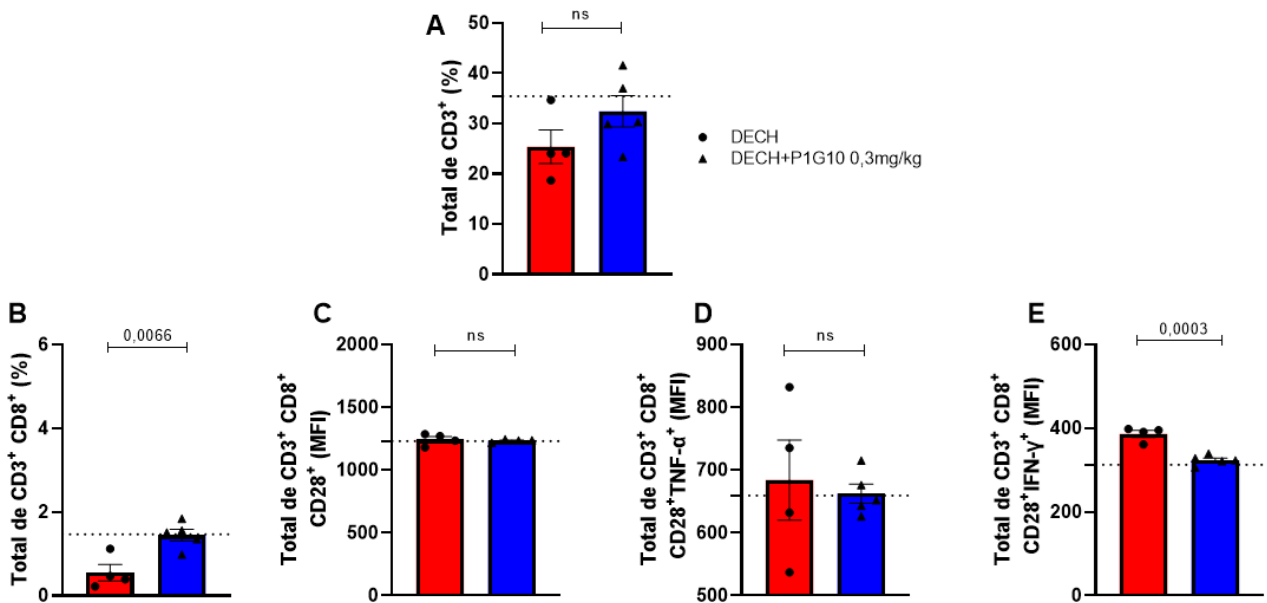 A
ns
Total de CD3⁺ (%)
50
40
30
20
10
0
DECH
DECH+P1G10 0,3mg/kg
B
0,0066
Total de CD3⁺ CD8⁺ (%)
6
4
2
0
C
ns
Total de CD3⁺ CD8⁺
CD28⁺ (MFI)
2000
1500
1000
500
0
D
ns
Total de CD3⁺ CD8⁺
CD28⁺TNF-α⁺ (MFI)
900
800
700
600
500
E
0,0003
Total de CD3⁺ CD8⁺
CD28⁺IFN-γ⁺ (MFI)
600
400
200
0